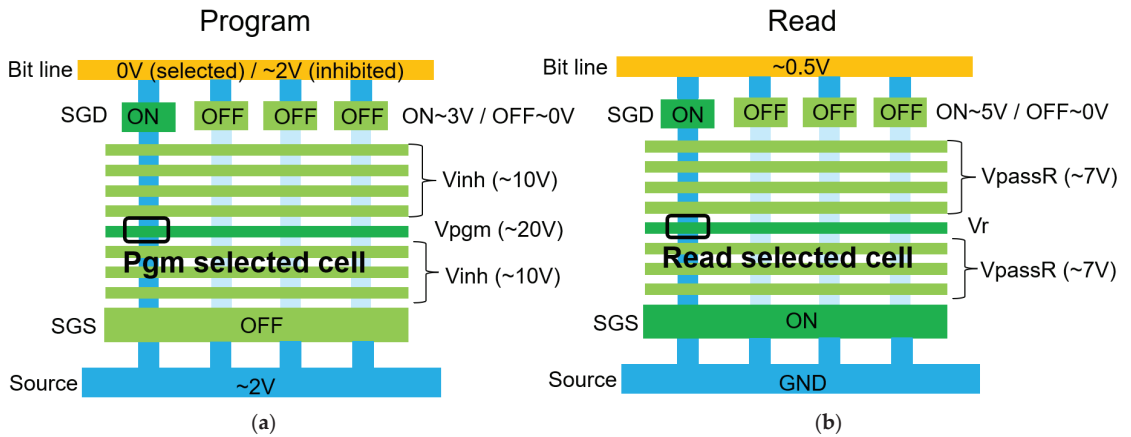 Program
Bit line
0V (selected) / ~2V (inhibited)
SGD
ON
OFF
OFF
OFF
ON~3V / OFF~0V
Vinh (~10V)
Vpgm (~20V)
Pgm selected cell
Vinh (~10V)
SGS
OFF
Source
~2V
(a)
Read
Bit line
~0.5V
SGD
ON
OFF
OFF
OFF
ON~5V / OFF~0V
VpassR (~7V)
Vr
Read selected cell
VpassR (~7V)
SGS
ON
Source
GND
(b)